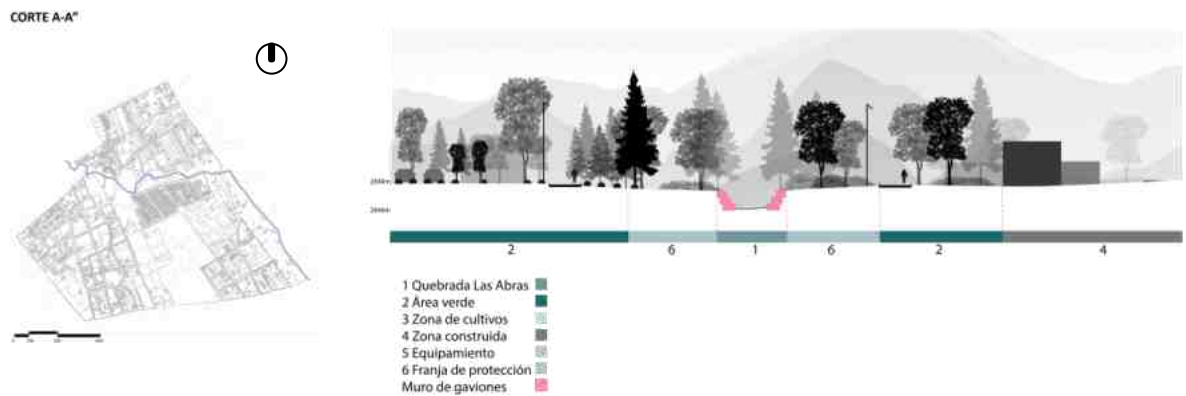 CORTE A-A”
2 6 1 6 2 4
1 Quebrada Las Abras
2 Área verde
3 Zona de cultivos
4 Zona construida
5 Equipamiento
6 Franja de protección
Muro de gaviones